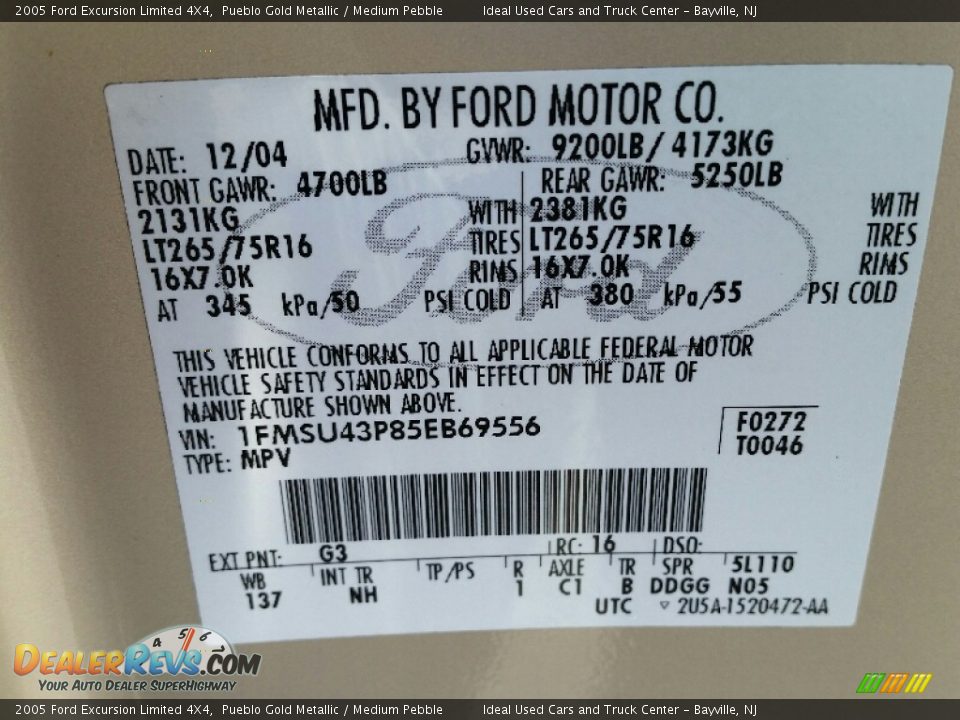 2005 Ford Excursion Limited 4X4, Pueblo Gold Metallic / Medium Pebble Ideal Used Cars and Truck Center - Bayville, NJ
MFD. BY FORD MOTOR CO.
DATE: 12/04 GVWR: 9200LB/ 4173KG
FRONT GAWR: 4700LB REAR GAWR: 5250LB
2131KG WITH 2381KG WITH
LT265/75R16 TIRES LT265/75R16 TIRES
16X7.0K RIMS 16X7.0K RIMS
AT 345 kPa/50 PSI COLD AT 380 kPa/55 PSI COLD
Ford
THIS VEHICLE CONFORMS TO ALL APPLICABLE FEDERAL MOTOR
VEHICLE SAFETY STANDARDS IN EFFECT ON THE DATE OF
MANUFACTURE SHOWN ABOVE.
VIN: 1FMSU43P85EB69556 F0272
TYPE: MPV T0046
EXT PNT: G3 RC: 16 DSO:
WB INT TR TP/PS R AXLE TR SPR 5L110
137 NH 1 C1 B DDGG N05
UTC ▽ 2U5A-1520472-AA
4 5 6 7
DEALERREVS.COM
YOUR AUTO DEALER SUPERHIGHWAY
2005 Ford Excursion Limited 4X4, Pueblo Gold Metallic / Medium Pebble Ideal Used Cars and Truck Center - Bayville, NJ